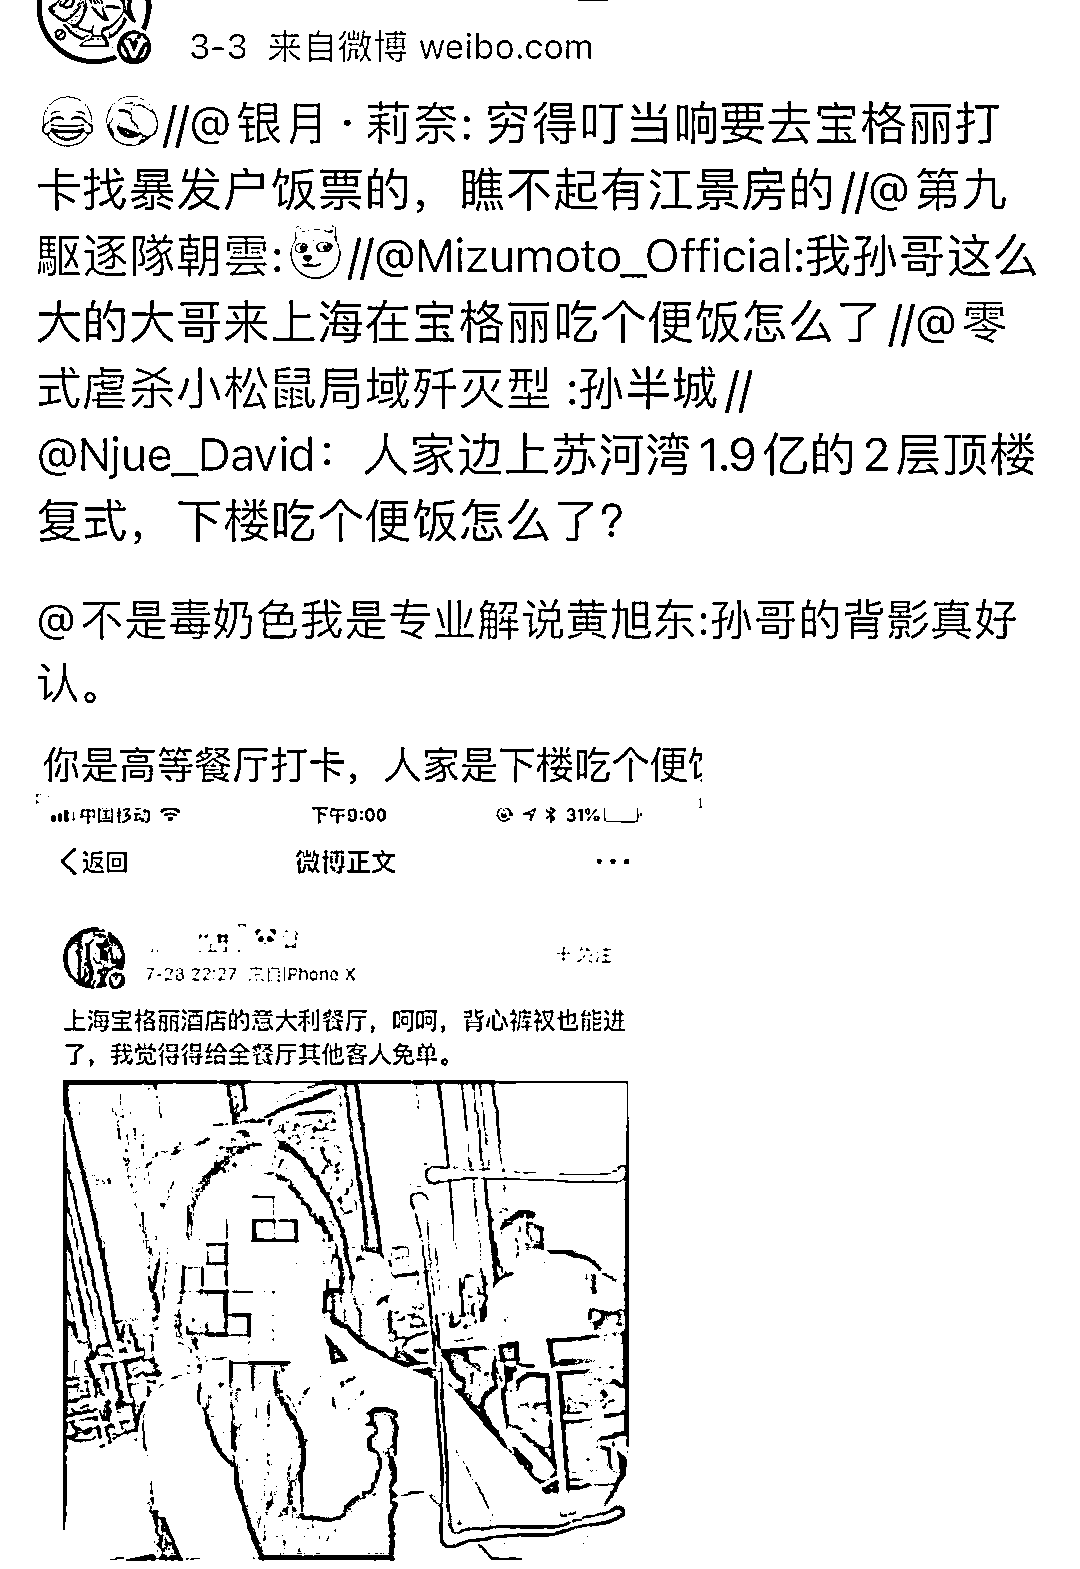 3-3 来自微博 weibo.com
//@银月·莉奈: 穷得叮当响要去宝格丽打
卡找暴发户饭票的，瞧不起有江景房的//@第九
駆逐隊朝雲://@Mizumoto_Official:我孙哥这么
大的大哥来上海在宝格丽吃个便饭怎么了//@零
式虐杀小松鼠局域歼灭型 :孙半城//
@Njue_David：人家边上苏河湾1.9亿的2层顶楼
复式，下楼吃个便饭怎么了?
@不是毒奶色我是专业解说黄旭东:孙哥的背影真好
认。
你是高等餐厅打卡，人家是下楼吃个便
中国移动 下午9:00 31%
返回 微博正文 ...
+关注
7-28 22:27 来自iPhone X
上海宝格丽酒店的意大利餐厅，呵呵，背心裤衩也能进
了，我觉得得给全餐厅其他客人免单。